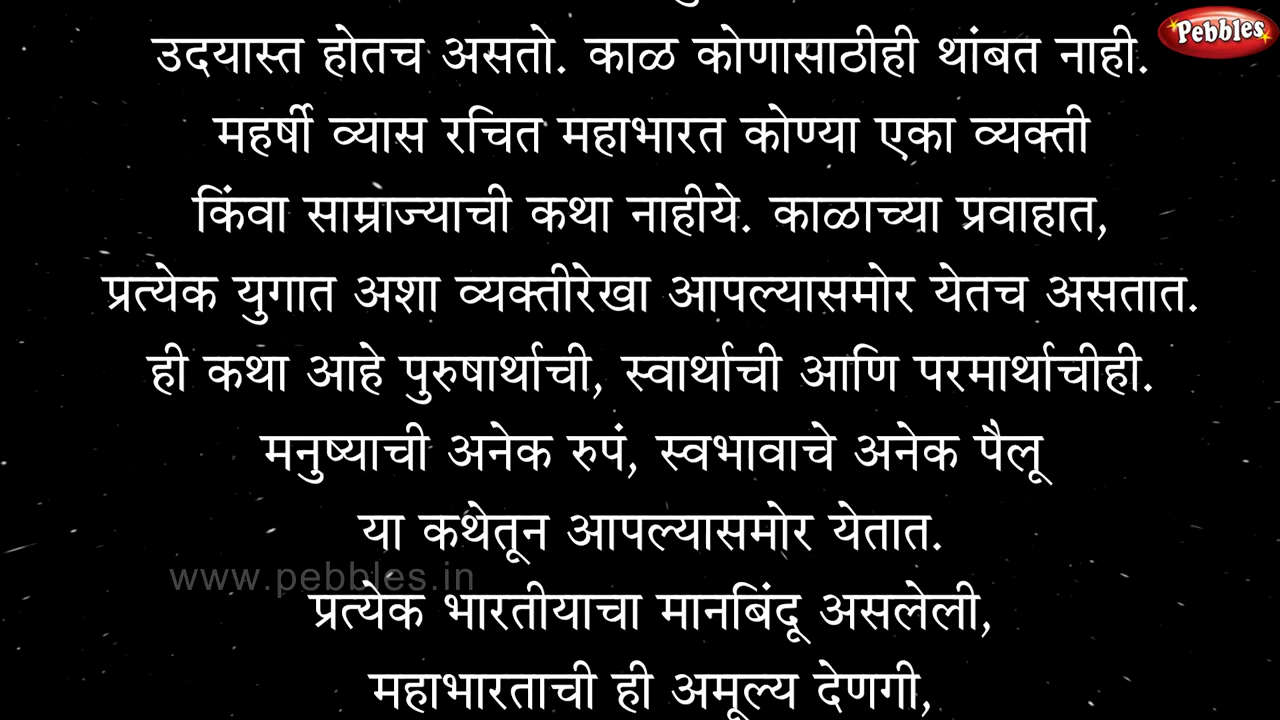 Pebbles
उदयास्त होतच असतो. काळ कोणासाठीही थांबत नाही.
महर्षी व्यास रचित महाभारत कोण्या एका व्यक्ती
किंवा साम्राज्याची कथा नाहीये. काळाच्या प्रवाहात,
प्रत्येक युगात अशा व्यक्तीरेखा आपल्यासमोर येतच असतात.
ही कथा आहे पुरुषार्थाची, स्वार्थाची आणि परमार्थाचीही.
मनुष्याची अनेक रुपं, स्वभावाचे अनेक पैलू
या कथेतून आपल्यासमोर येतात.
www.pebbles.in
प्रत्येक भारतीयाचा मानबिंदू असलेली,
महाभारताची ही अमूल्य देणगी,